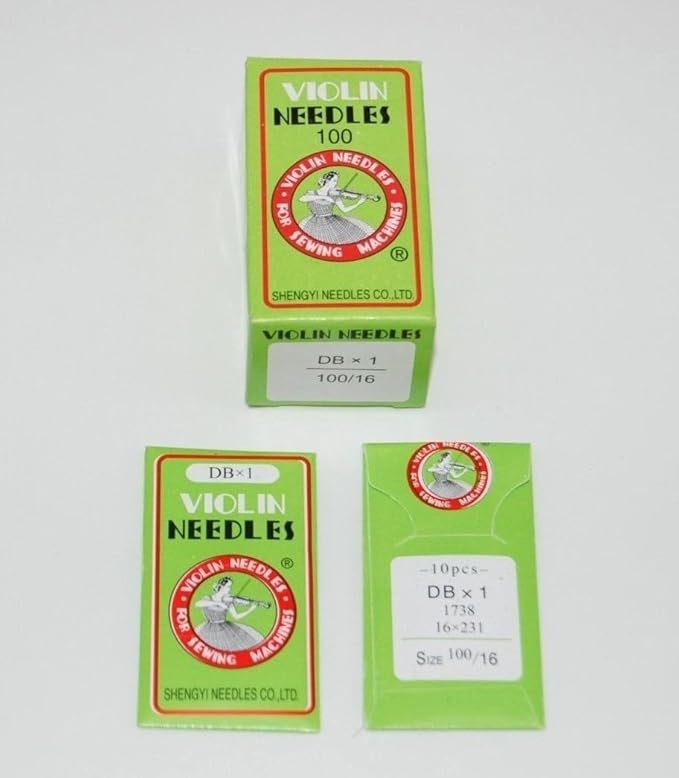 VIOLIN
NEEDLES
100
VIOLIN NEEDLES
FOR SEWING MACHINES
®
SHENGYI NEEDLES CO.,LTD.
VIOLIN NEEDLES
DB × 1
100/16
DB×1
VIOLIN
NEEDLES
®
VIOLIN NEEDLES
FOR SEWING MACHINES
SHENGYI NEEDLES CO.,LTD.
VIOLIN NEEDLES
FOR SEWING MACHINES
–10pcs–
DB × 1
1738
16×231
SIZE 100/16